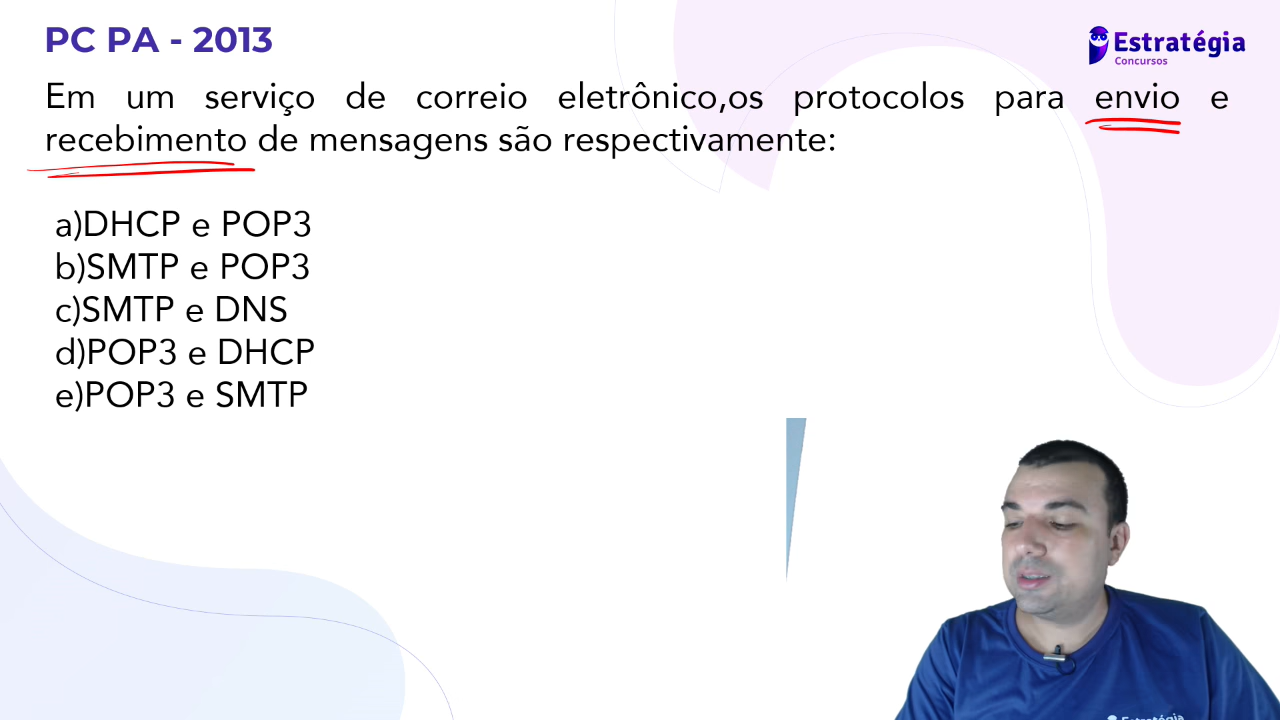 PC PA - 2013
Estratégia
Concursos
Em um serviço de correio eletrônico,os protocolos para envio e
recebimento de mensagens são respectivamente:
a)DHCP e POP3
b)SMTP e POP3
c)SMTP e DNS
d)POP3 e DHCP
e)POP3 e SMTP
Estratégia